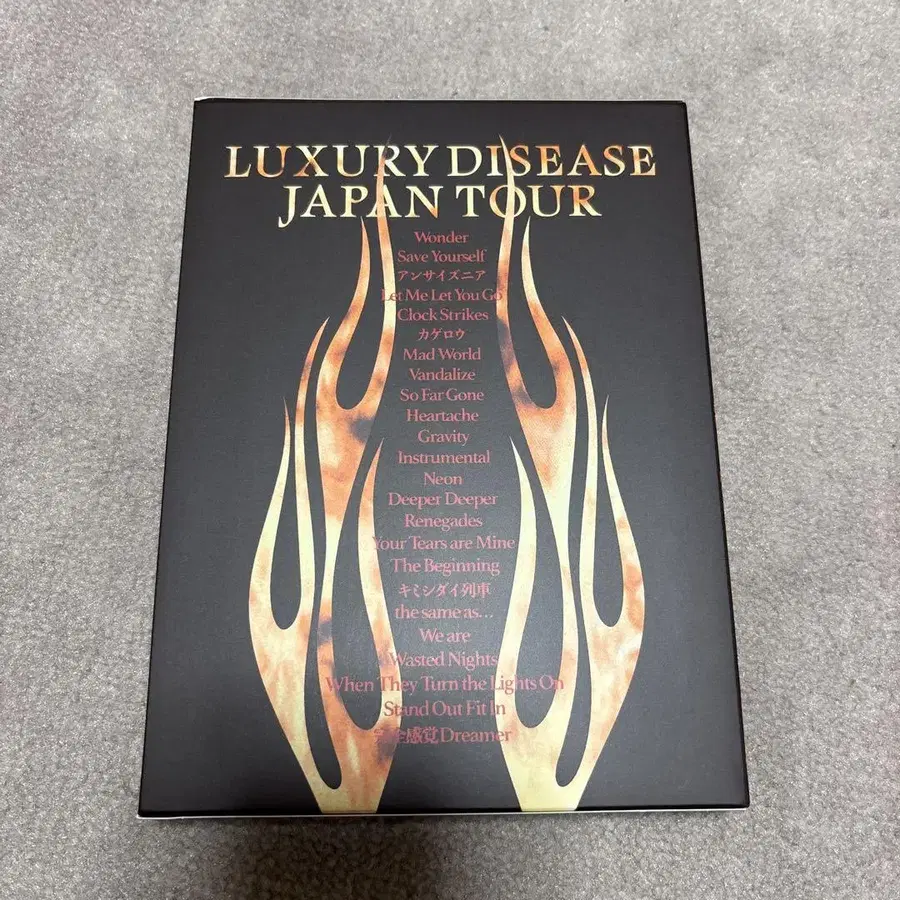 LUXURY DISEASE
JAPAN TOUR
Wonder
Save Yourself
アンサイズニア
Let Me Let You Go
Clock Strikes
カゲロウ
Mad World
Vandalize
So Far Gone
Heartache
Gravity
Instrumental
Neon
Deeper Deeper
Renegades
Your Tears are Mine
The Beginning
キミシダイ列車
the same as...
We are
Wasted Nights
When They Turn the Lights On
Stand Out Fit In
完全感覚Dreamer